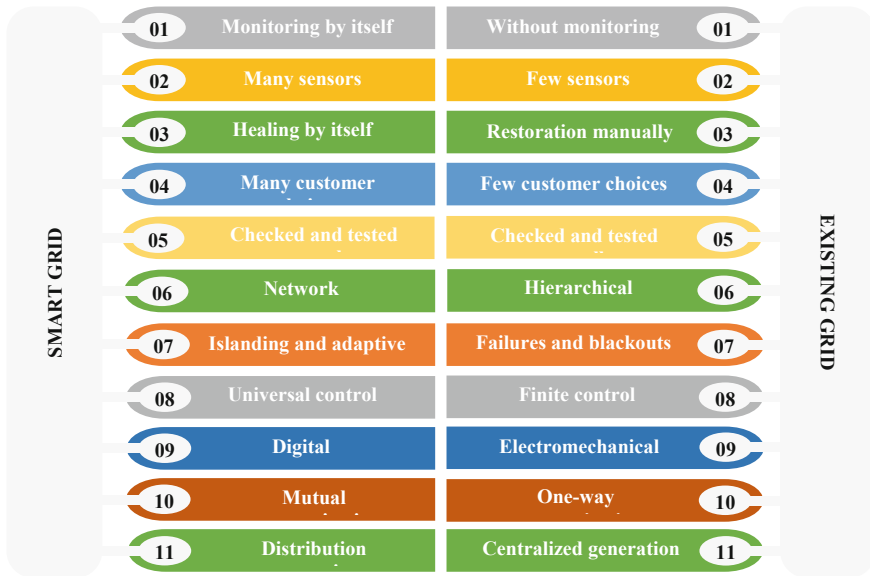 SMART GRID
EXISTING GRID
01 Monitoring by itself Without monitoring 01
02 Many sensors Few sensors 02
03 Healing by itself Restoration manually 03
04 Many customer Few customer choices 04
05 Checked and tested Checked and tested 05
06 Network Hierarchical 06
07 Islanding and adaptive Failures and blackouts 07
08 Universal control Finite control 08
09 Digital Electromechanical 09
10 Mutual One-way 10
11 Distribution Centralized generation 11